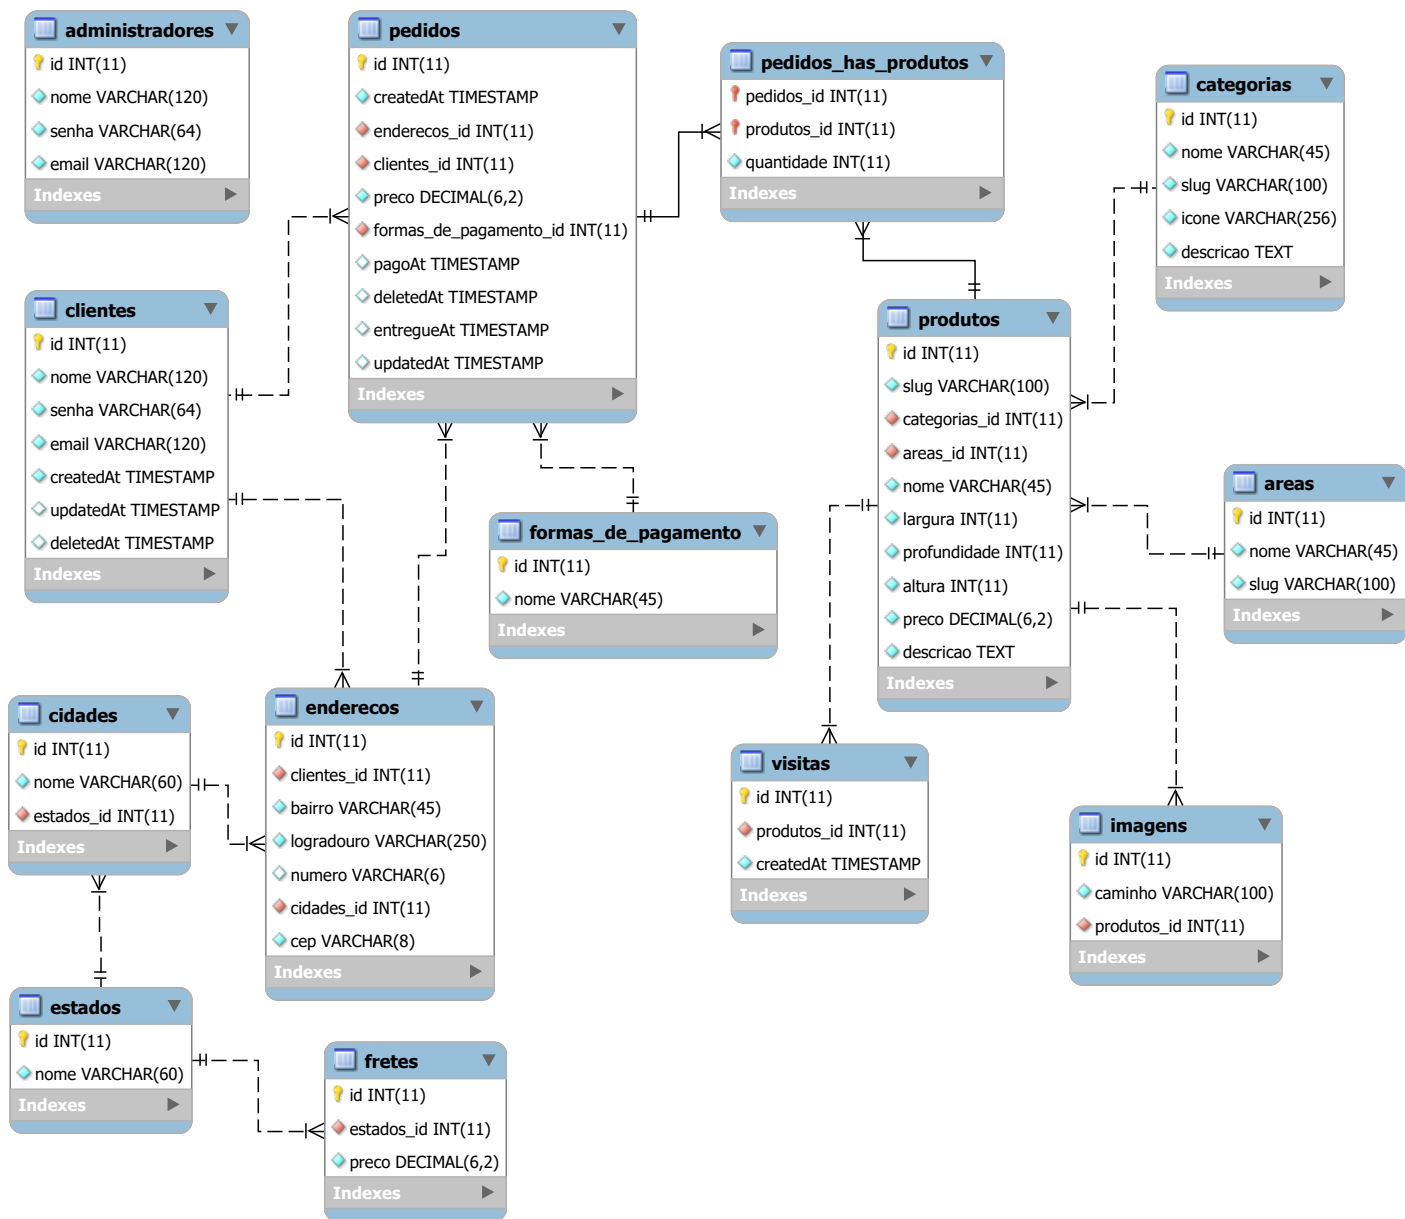 administradores
id INT(11)
nome VARCHAR(120)
senha VARCHAR(64)
email VARCHAR(120)
Indexes
pedidos
id INT(11)
createdAt TIMESTAMP
enderecos_id INT(11)
clientes_id INT(11)
preco DECIMAL(6,2)
formas_de_pagamento_id INT(11)
pagoAt TIMESTAMP
deletedAt TIMESTAMP
entregueAt TIMESTAMP
updatedAt TIMESTAMP
Indexes
pedidos_has_produtos
pedidos_id INT(11)
produtos_id INT(11)
quantidade INT(11)
Indexes
categorias
id INT(11)
nome VARCHAR(45)
slug VARCHAR(100)
icone VARCHAR(256)
descricao TEXT
Indexes
clientes
id INT(11)
nome VARCHAR(120)
senha VARCHAR(64)
email VARCHAR(120)
createdAt TIMESTAMP
updatedAt TIMESTAMP
deletedAt TIMESTAMP
Indexes
produtos
id INT(11)
slug VARCHAR(100)
categorias_id INT(11)
areas_id INT(11)
nome VARCHAR(45)
largura INT(11)
profundidade INT(11)
altura INT(11)
preco DECIMAL(6,2)
descricao TEXT
Indexes
areas
id INT(11)
nome VARCHAR(45)
slug VARCHAR(100)
Indexes
formas_de_pagamento
id INT(11)
nome VARCHAR(45)
Indexes
cidades
id INT(11)
nome VARCHAR(60)
estados_id INT(11)
Indexes
enderecos
id INT(11)
clientes_id INT(11)
bairro VARCHAR(45)
logradouro VARCHAR(250)
numero VARCHAR(6)
cidades_id INT(11)
cep VARCHAR(8)
Indexes
visitas
id INT(11)
produtos_id INT(11)
createdAt TIMESTAMP
Indexes
imagens
id INT(11)
caminho VARCHAR(100)
produtos_id INT(11)
Indexes
estados
id INT(11)
nome VARCHAR(60)
Indexes
fretes
id INT(11)
estados_id INT(11)
preco DECIMAL(6,2)
Indexes